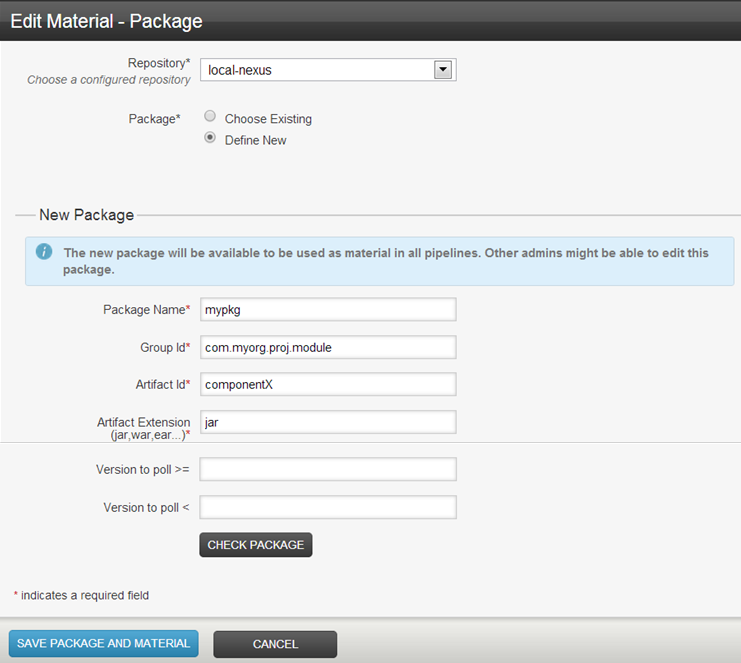 Edit Material - Package
Repository*
Choose a configured repository
local-nexus
Package*
Choose Existing
Define New
New Package
i
The new package will be available to be used as material in all pipelines. Other admins might be able to edit this
package.
Package Name*
mypkg
Group Id*
com.myorg.proj.module
Artifact Id*
componentX
Artifact Extension
(jar,war,ear...)*
jar
Version to poll >=
Version to poll <
CHECK PACKAGE
* indicates a required field
SAVE PACKAGE AND MATERIAL
CANCEL